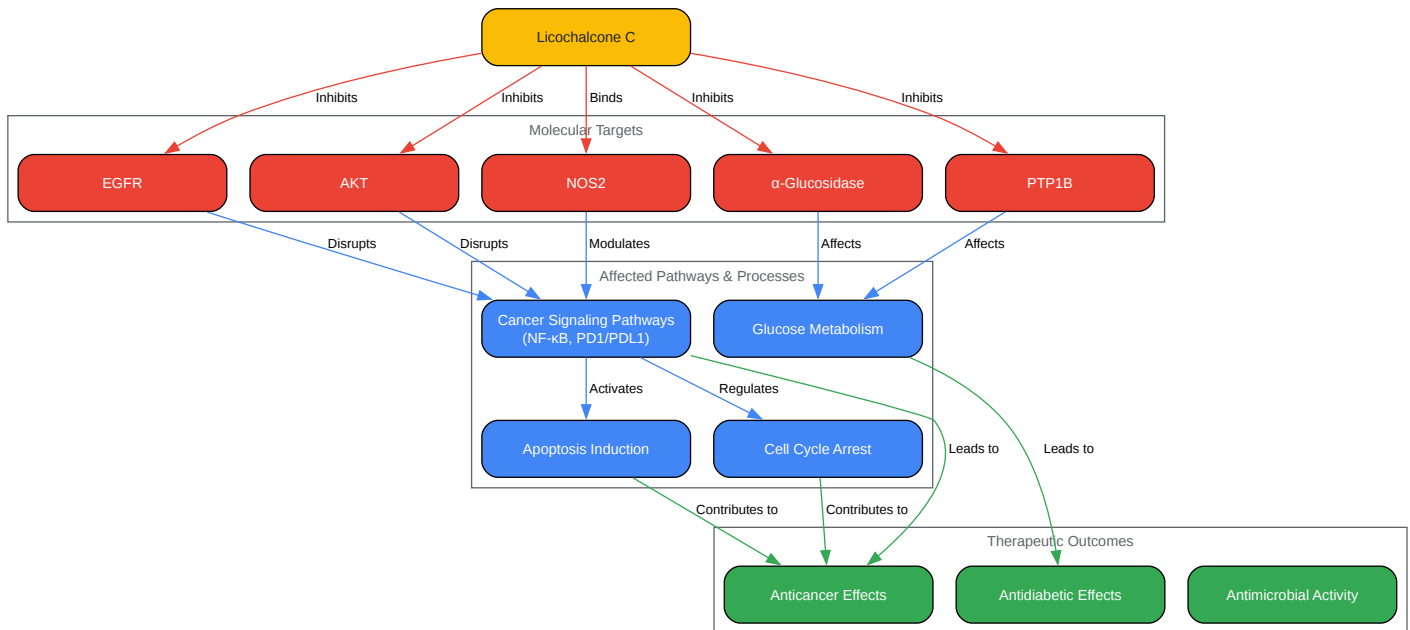 Licochalcone C
Inhibits
Inhibits
Binds
Inhibits
Inhibits
Molecular Targets
EGFR
AKT
NOS2
α-Glucosidase
PTP1B
Disrupts
Disrupts
Modulates
Affects
Affects
Affected Pathways & Processes
Cancer Signaling Pathways
(NF-κB, PD1/PDL1)
Glucose Metabolism
Activates
Regulates
Apoptosis Induction
Cell Cycle Arrest
Leads to
Leads to
Contributes to
Contributes to
Therapeutic Outcomes
Anticancer Effects
Antidiabetic Effects
Antimicrobial Activity